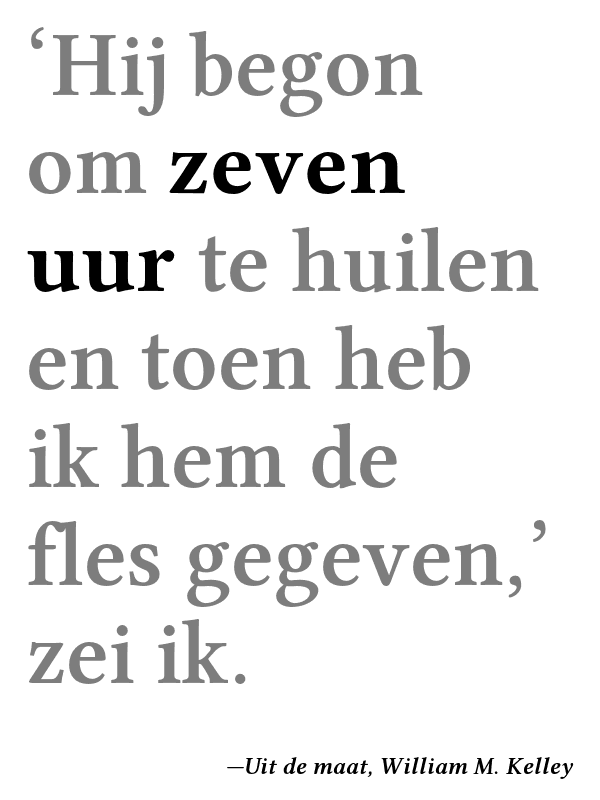 ‘Hij begon
om zeven
uur te huilen
en toen heb
ik hem de
fles gegeven,’
zei ik.
—Uit de maat, William M. Kelley